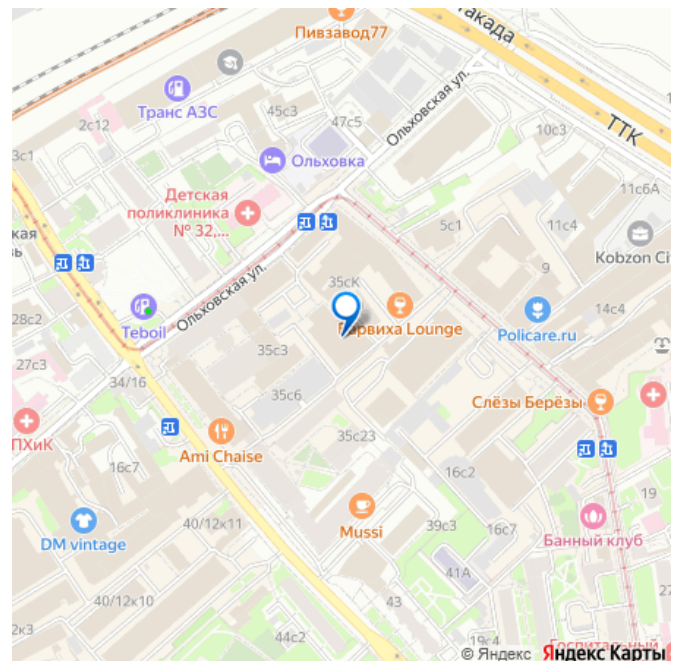 Пивзавод77
Транс АЗС
45с3
47с5
2с12
Ольховская ул.
ТТК
10с3
3с1
Ольховка
Детская
поликлиника
№ 32,...
11с6А
5с1
11с4
Kobzon Ci
9
35сК
Ольховская ул.
Teboil
28с2
14с4
Policare.ru
35с3
27с3
34/16
35с6
Слёзы Берёзы
ПХиК
Ami Chaise
35с23
16с7
16с2
19
DM vintage
40/12к11
Mussi
39с3
16с7
Банный клуб
41А
40/12к10
43
2к3
44с2
19с4
© Яндекс
Яндекс Карты